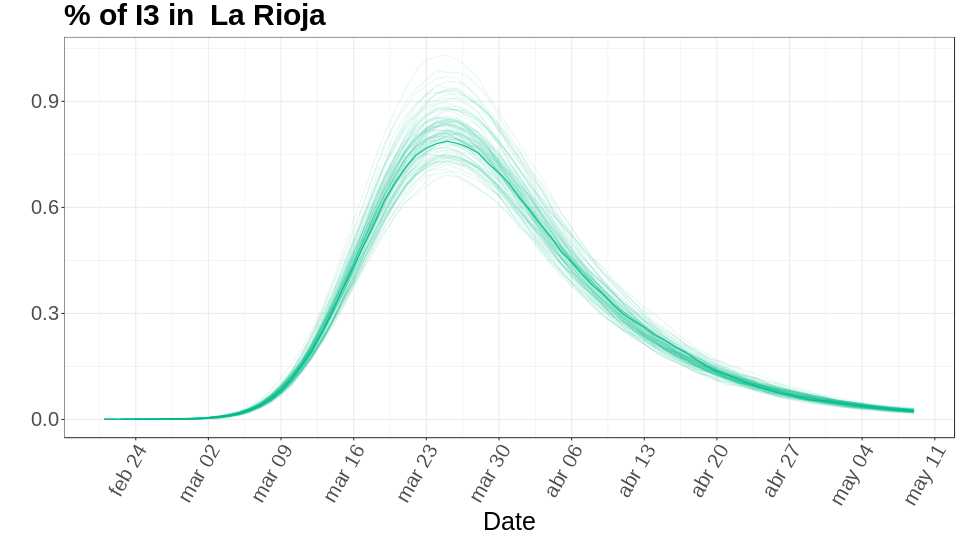 % of I3 in  La Rioja
0.9
0.6
0.3
0.0
feb 24
mar 02
mar 09
mar 16
mar 23
mar 30
abr 06
abr 13
abr 20
abr 27
may 04
may 11
Date